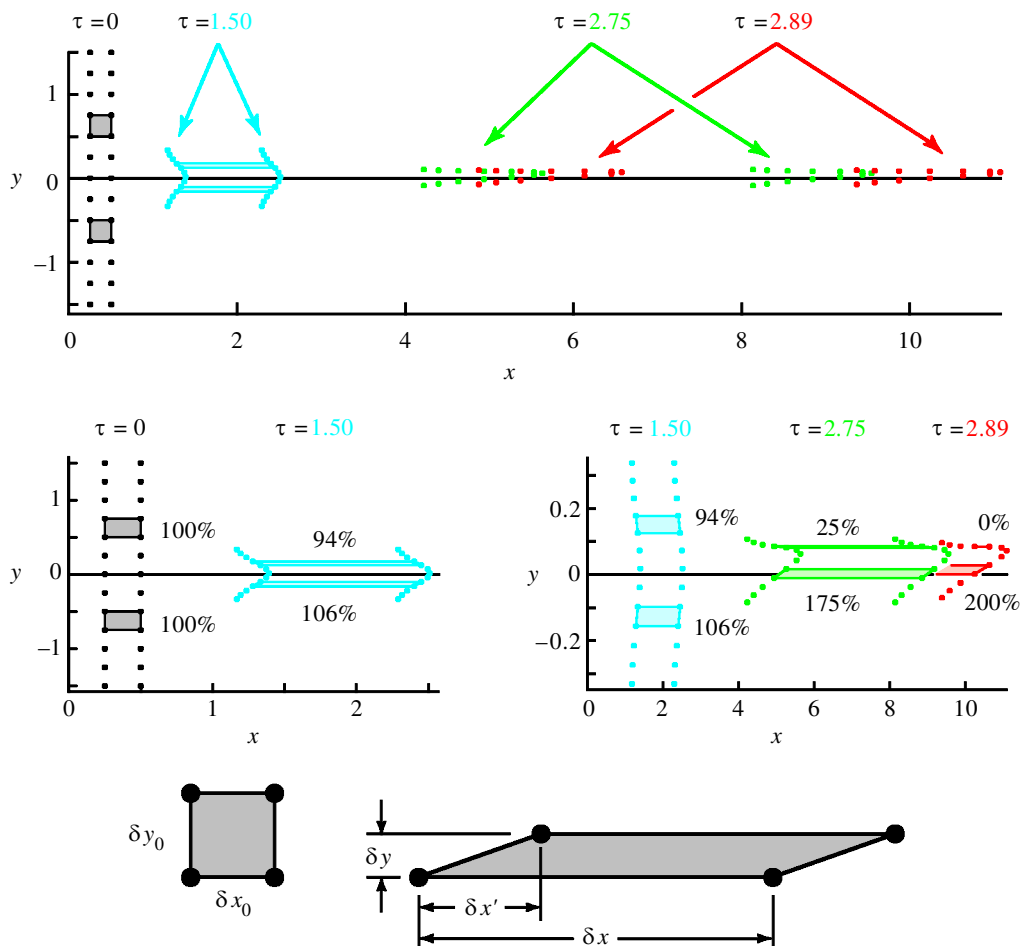 τ = 0 τ = 1.50 τ = 2.75 τ = 2.89
1
y 0
−1
0 2 4 6 8 10
x
τ = 0 τ = 1.50
1
100% 94%
y 0
100% 106%
−1
0 1 2
x
τ = 1.50 τ = 2.75 τ = 2.89
0.2 94% 25% 0%
y 0
106% 175% 200%
−0.2
0 2 4 6 8 10
x
δy₀
δx₀
δy
δx′
δx